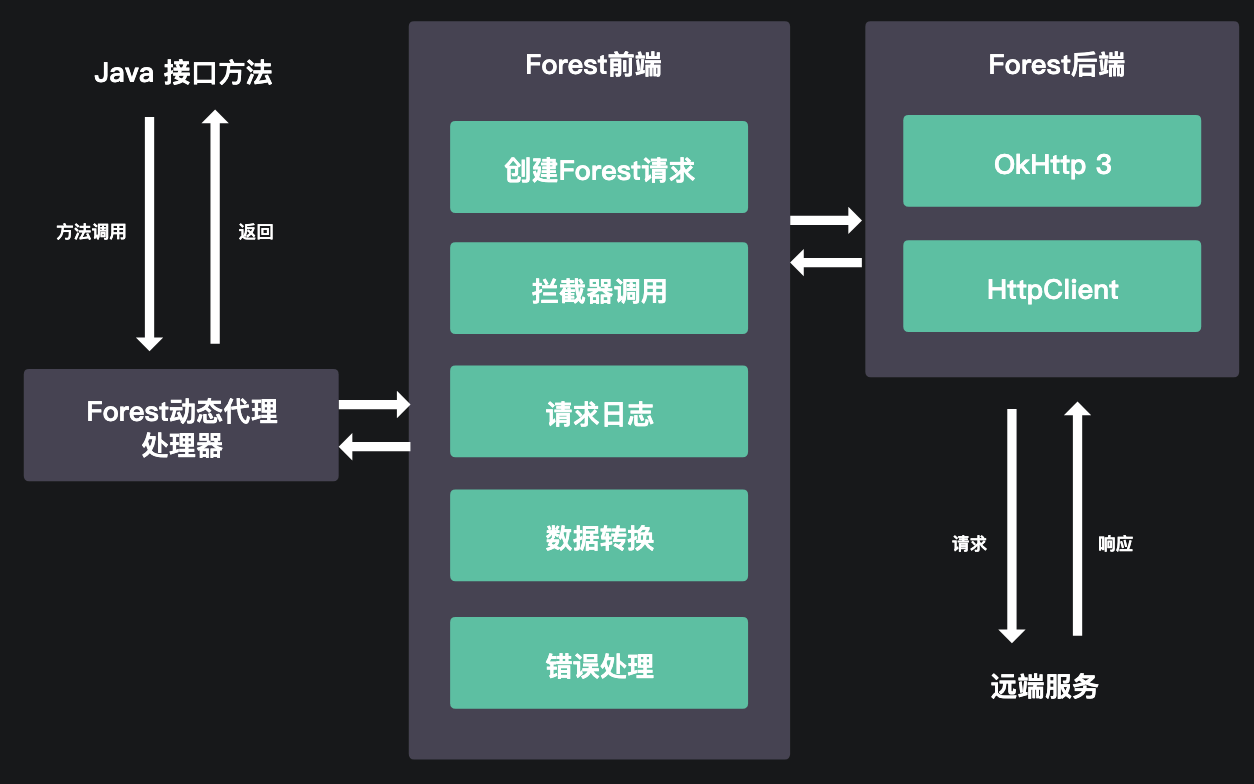 Java 接口方法
方法调用
返回
Forest动态代理
处理器
Forest前端
创建Forest请求
拦截器调用
请求日志
数据转换
错误处理
Forest后端
OkHttp 3
HttpClient
请求
响应
远端服务